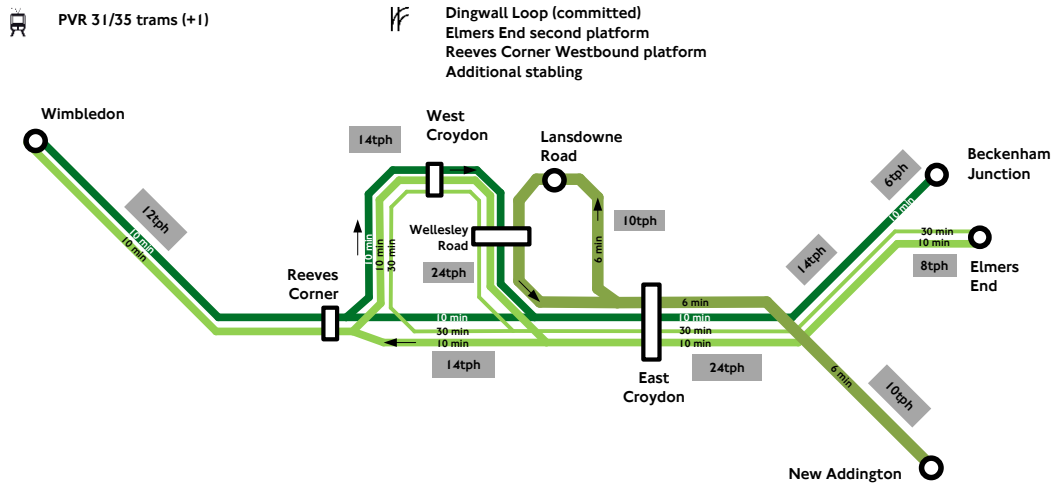 PVR 31/35 trams (+1)
Dingwall Loop (committed)
Elmers End second platform
Reeves Corner Westbound platform
Additional stabling
Wimbledon
West
Croydon
Lansdowne
Road
Beckenham
Junction
14tph
6tph
10 min
12tph
10 min
10 min
10tph
6 min
Wellesley
Road
24tph
10 min
10 min
30 min
30 min
10 min
8tph
Elmers
End
14tph
Reeves
Corner
6 min
10 min
10 min
30 min
30 min
10 min
10 min
14tph
24tph
East
Croydon
6 min
10tph
New Addington